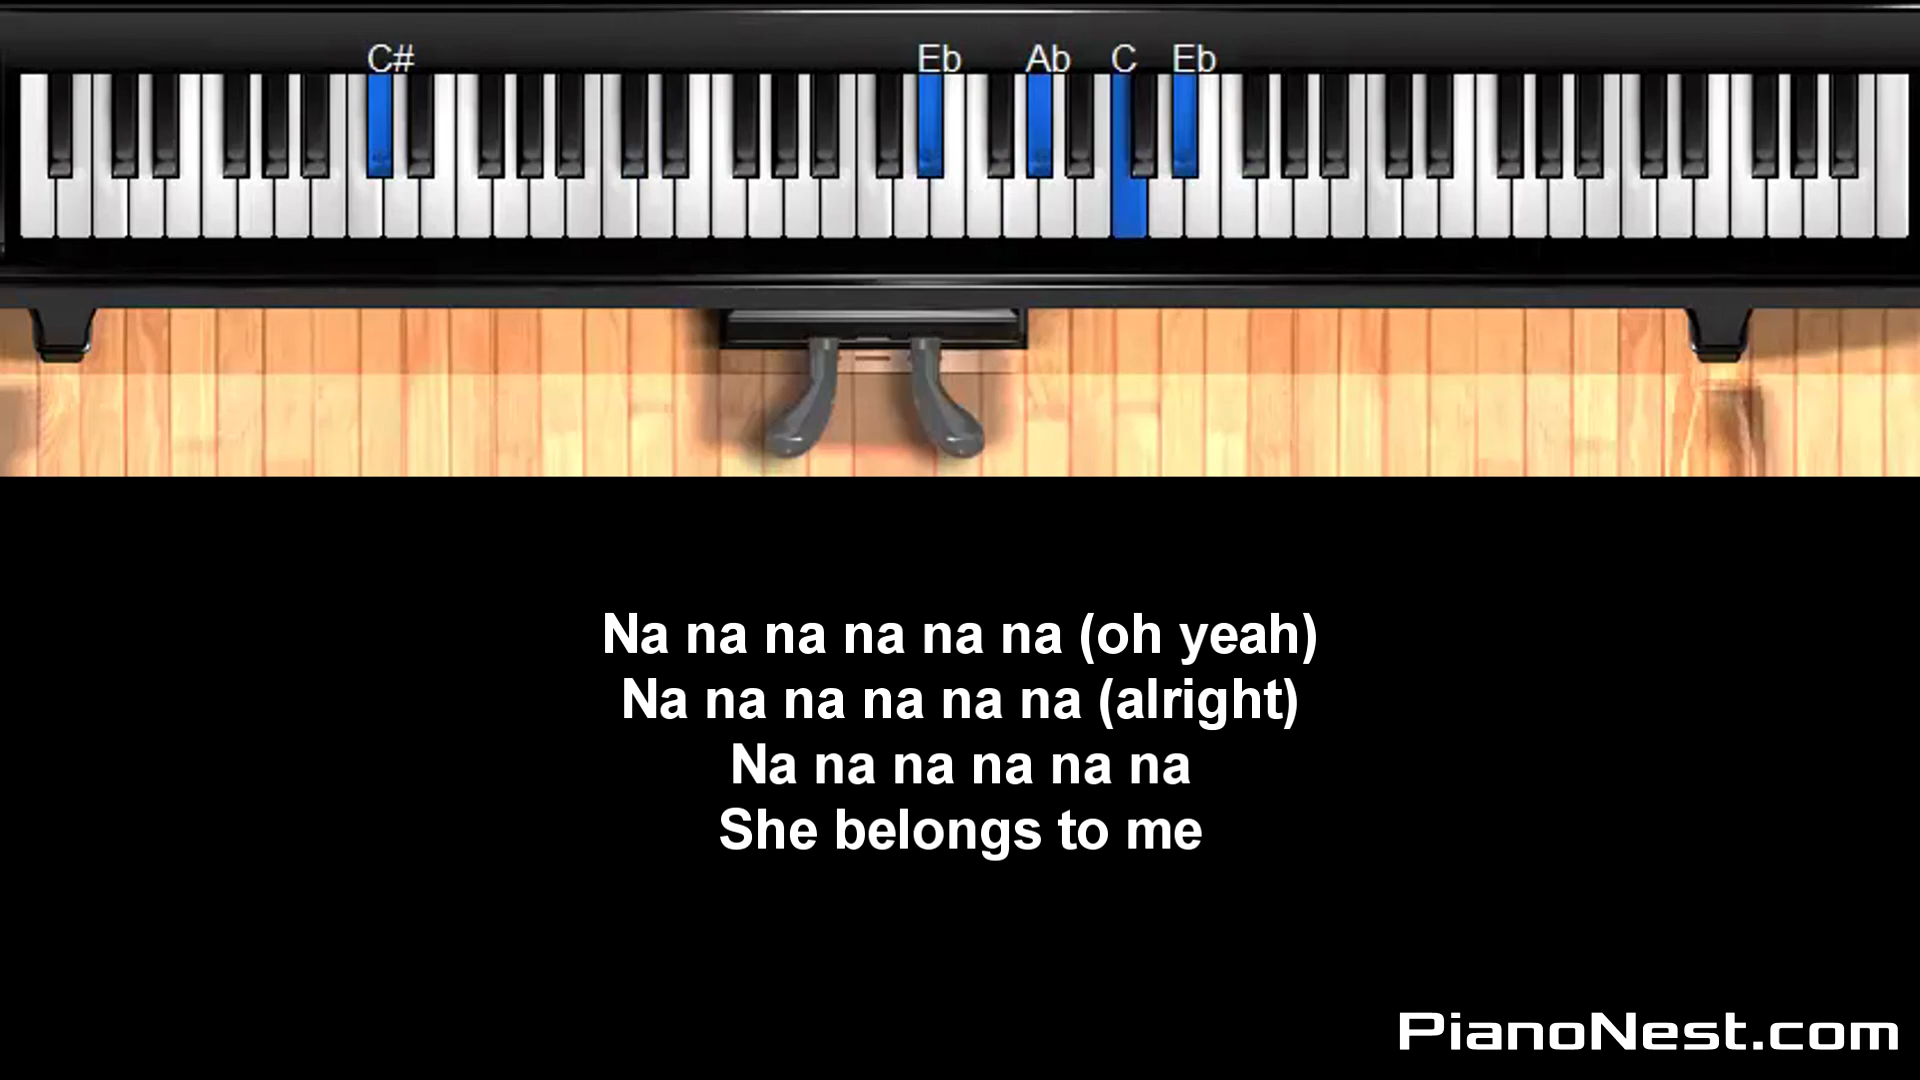 C# Eb Ab C Eb
Na na na na na na (oh yeah)
Na na na na na na (alright)
Na na na na na na
She belongs to me
PianoNest.com